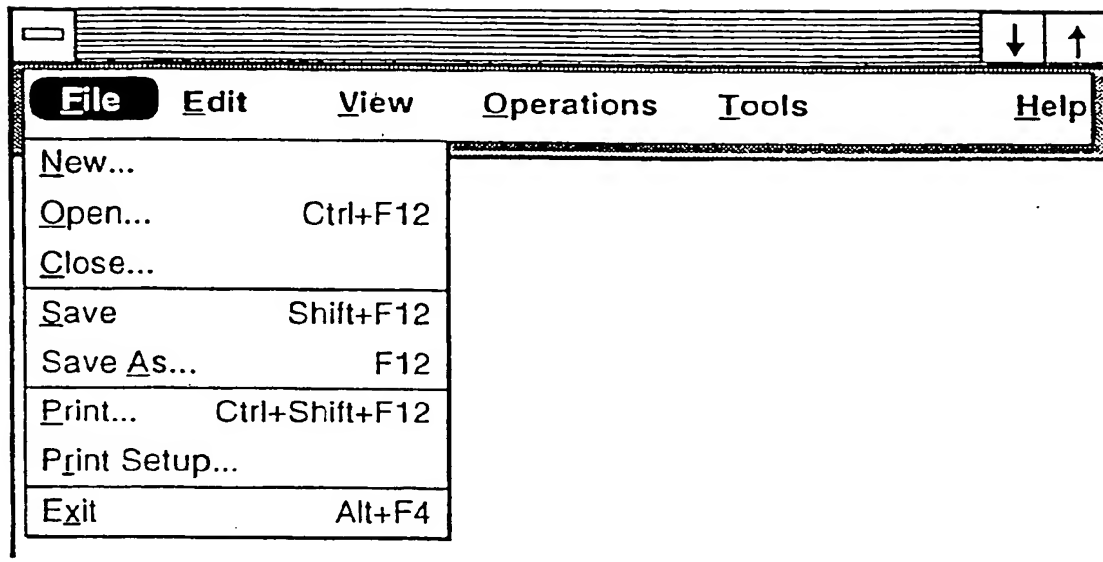 File Edit View Operations Tools Help
New...
Open... Ctrl+F12
Close...
Save Shift+F12
Save As... F12
Print... Ctrl+Shift+F12
Print Setup...
Exit Alt+F4